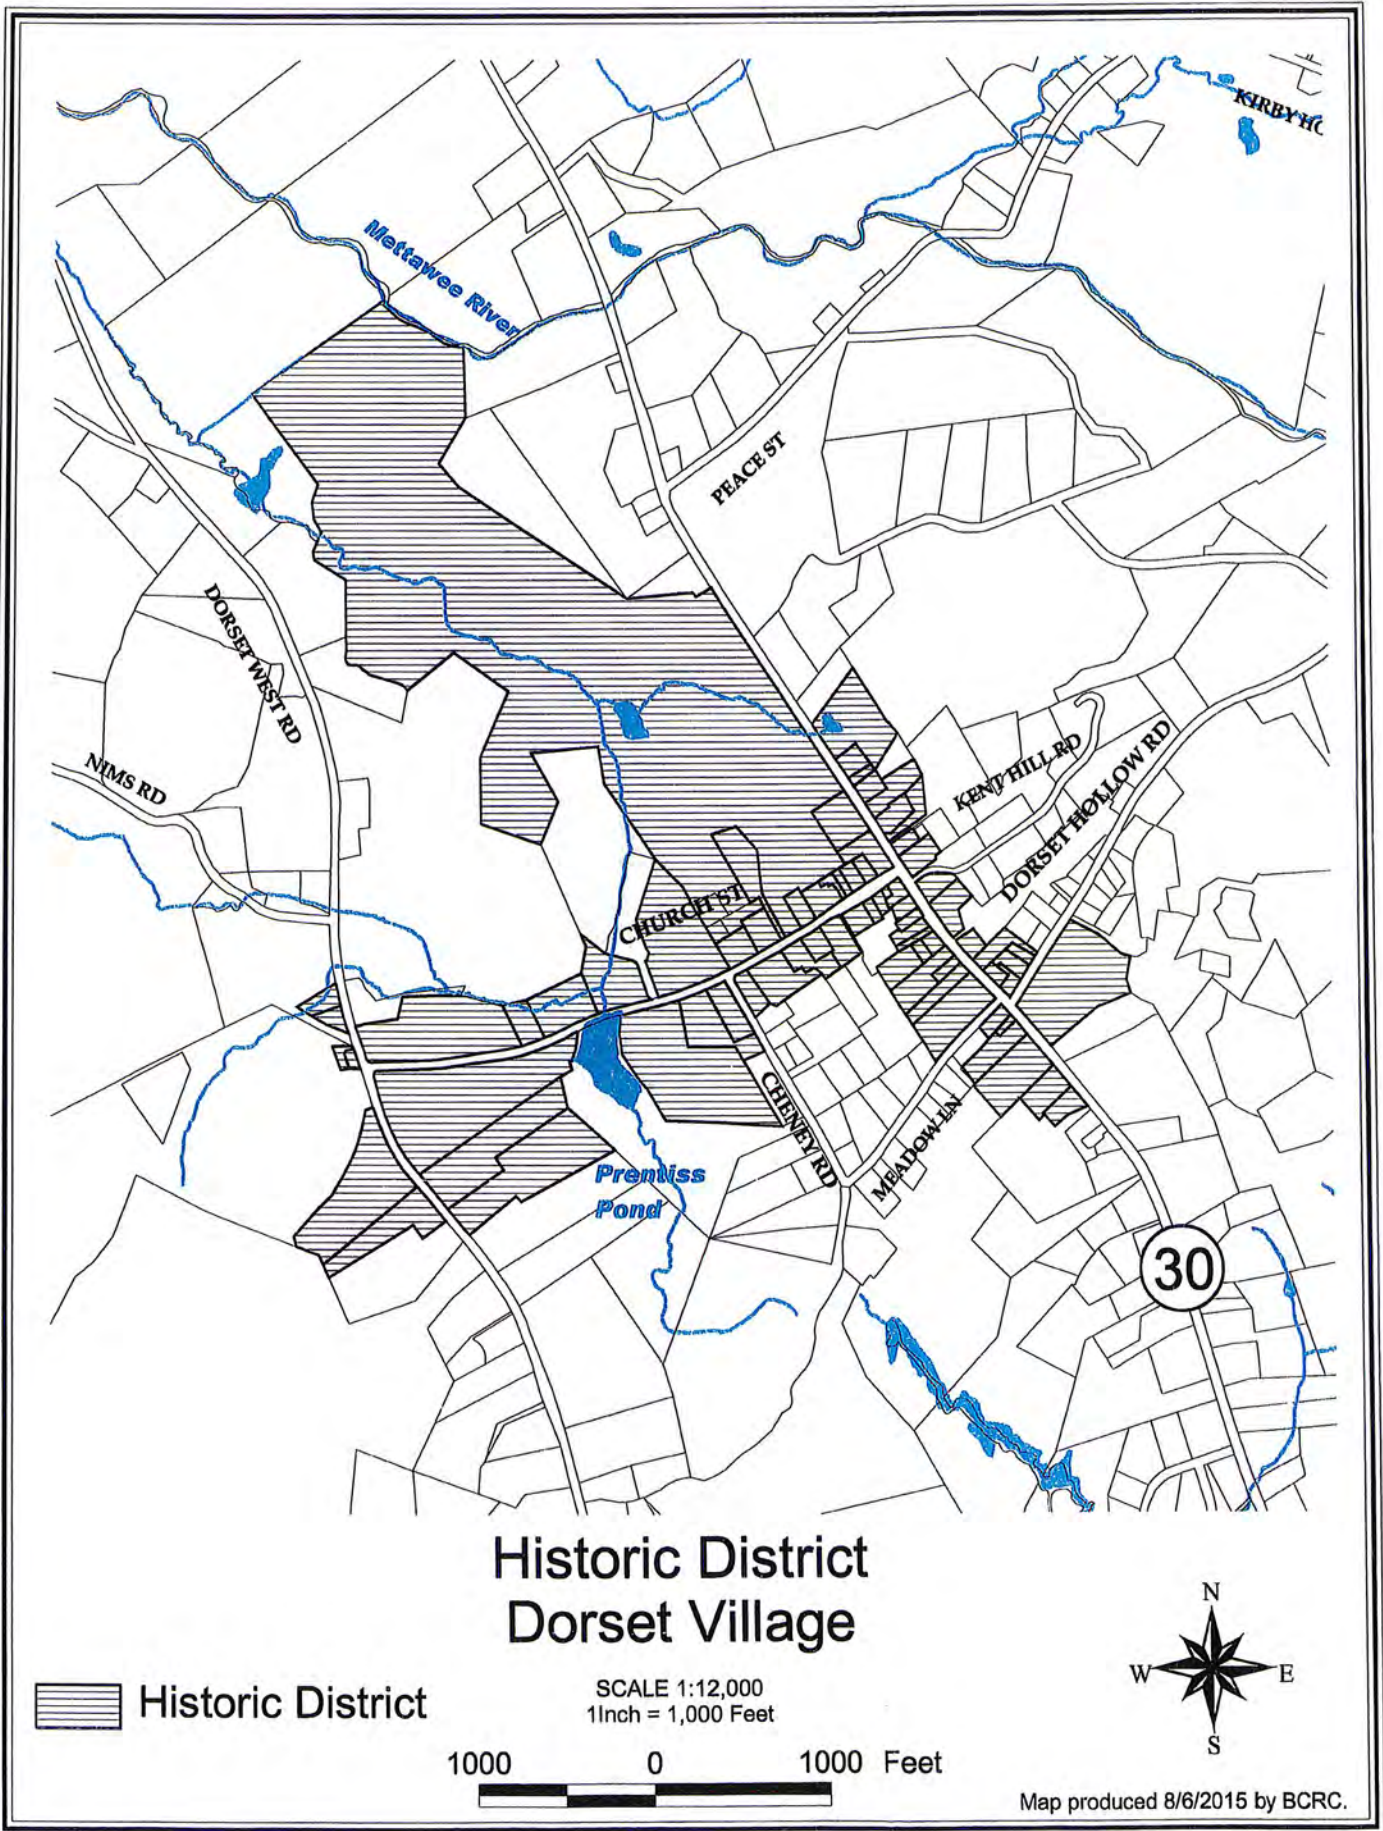 KIRBY HO
Mettawee River
PEACE ST
DORSET WEST RD
NIMS RD
KENT HILL RD
DORSET HOLLOW RD
CHURCH ST
CHENEY RD
MEADOW LN
Prentiss
Pond
30
Historic District
Dorset Village
N
W E
S
Historic District
SCALE 1:12,000
1Inch = 1,000 Feet
1000 0 1000 Feet
Map produced 8/6/2015 by BCRC.